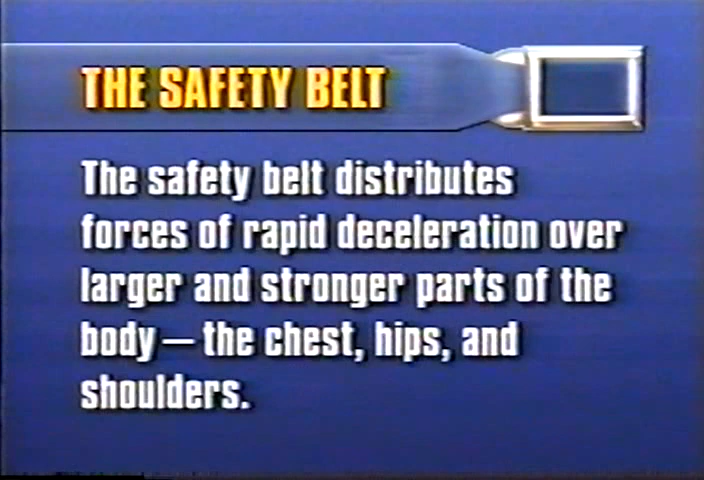 THE SAFETY BELT
The safety belt distributes
forces of rapid deceleration over
larger and stronger parts of the
body — the chest, hips, and
shoulders.